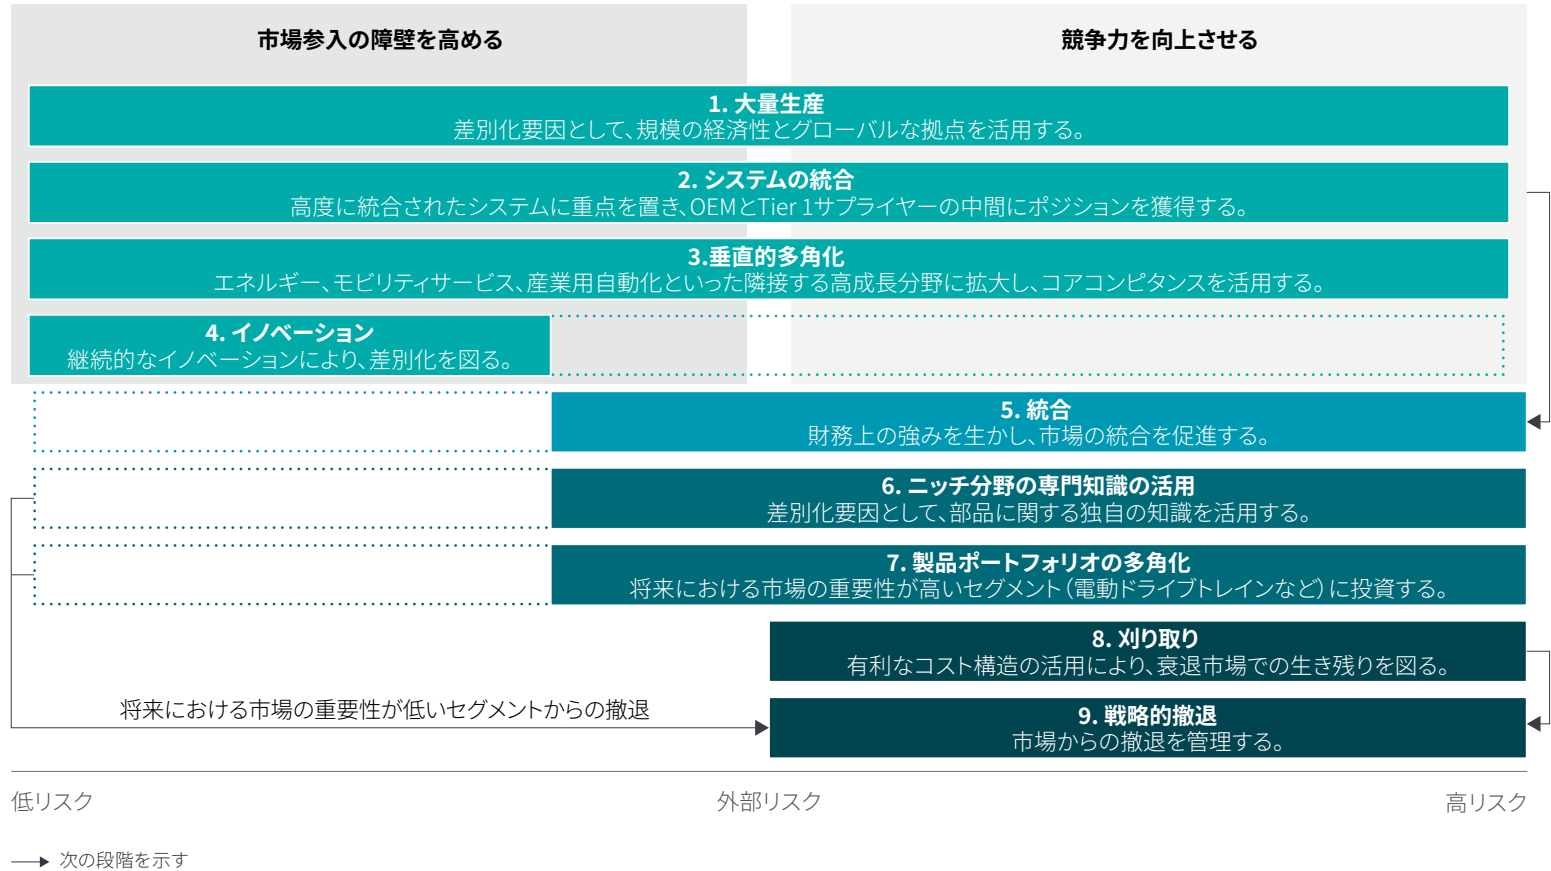 市場参入の障壁を高める
競争力を向上させる
1. 大量生産
差別化要因として、規模の経済性とグローバルな拠点を活用する。
2. システムの統合
高度に統合されたシステムに重点を置き、OEMとTier 1サプライヤーの中間にポジションを獲得する。
3.垂直的多角化
エネルギー、モビリティサービス、産業用自動化といった隣接する高成長分野に拡大し、コアコンピタンスを活用する。
4. イノベーション
継続的なイノベーションにより、差別化を図る。
5. 統合
財務上の強みを生かし、市場の統合を促進する。
6. ニッチ分野の専門知識の活用
差別化要因として、部品に関する独自の知識を活用する。
7. 製品ポートフォリオの多角化
将来における市場の重要性が高いセグメント（電動ドライブトレインなど）に投資する。
8. 刈り取り
有利なコスト構造の活用により、衰退市場での生き残りを図る。
将来における市場の重要性が低いセグメントからの撤退
9. 戦略的撤退
市場からの撤退を管理する。
低リスク
外部リスク
高リスク
次の段階を示す